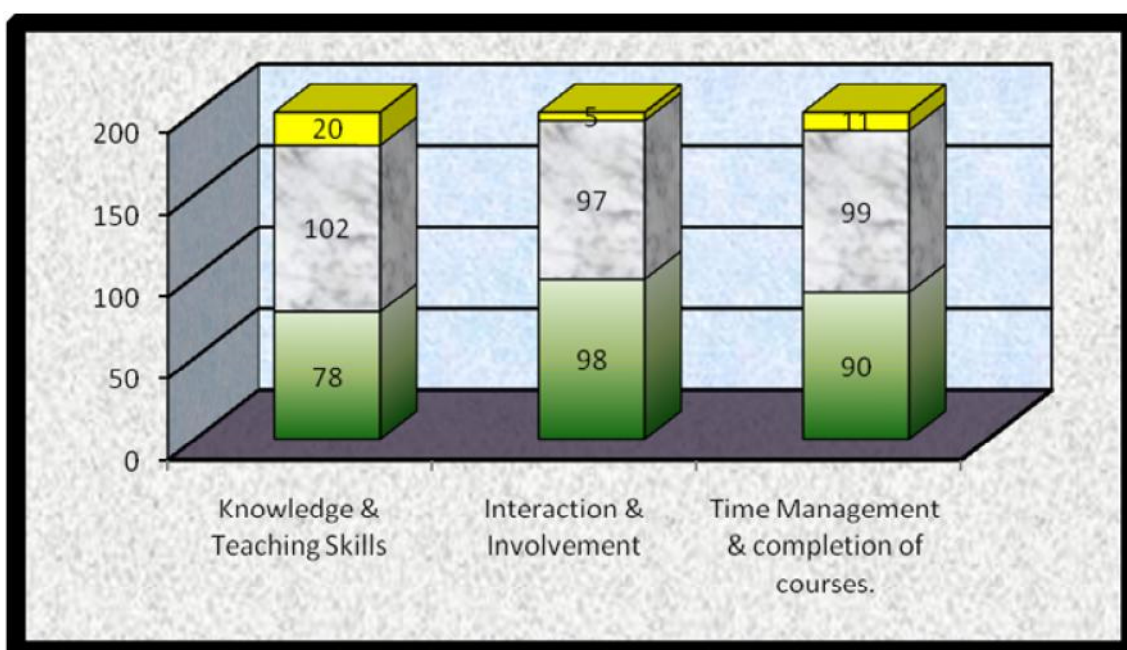 200
150
100
50
0
20
102
78
5
97
98
11
99
90
Knowledge &
Teaching Skills
Interaction &
Involvement
Time Management
& completion of
courses.